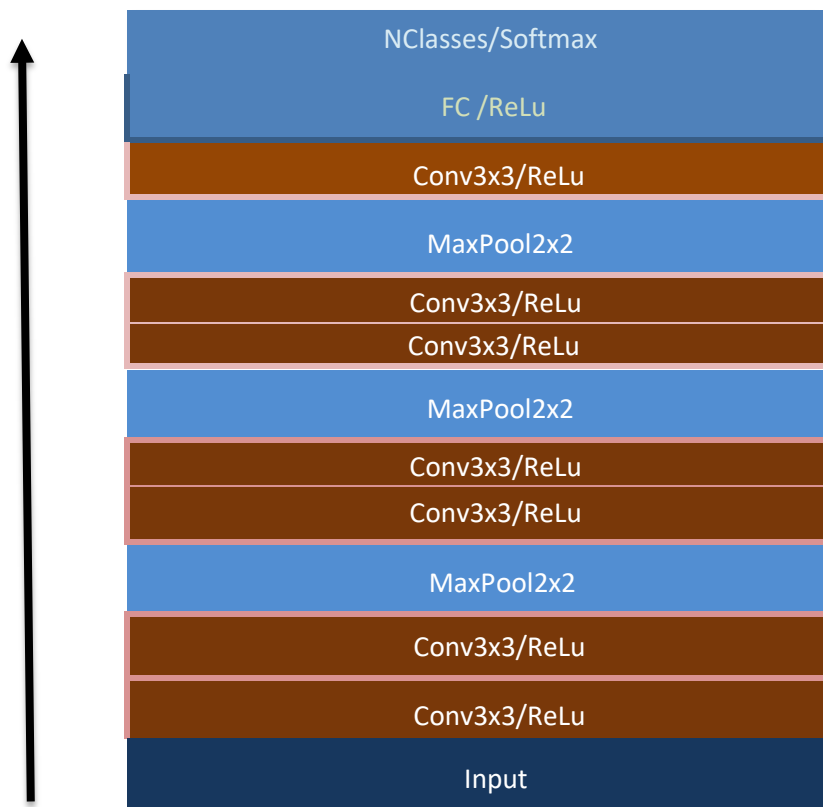 NClasses/Softmax
FC /ReLu
Conv3x3/ReLu
MaxPool2x2
Conv3x3/ReLu
Conv3x3/ReLu
MaxPool2x2
Conv3x3/ReLu
Conv3x3/ReLu
MaxPool2x2
Conv3x3/ReLu
Conv3x3/ReLu
Input